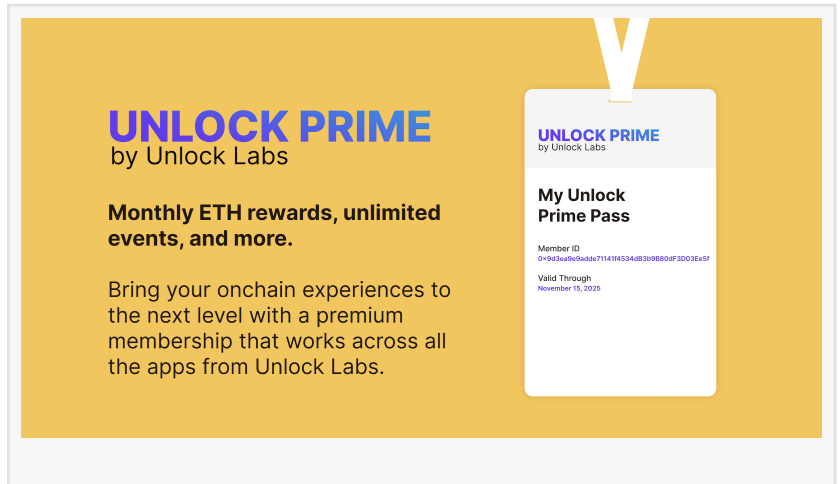 UNLOCK PRIME
by Unlock Labs
Monthly ETH rewards, unlimited
events, and more.
Bring your onchain experiences to
the next level with a premium
membership that works across all
the apps from Unlock Labs.
UNLOCK PRIME
by Unlock Labs
My Unlock
Prime Pass
Member ID
0×9d3ea9e9adde71141f4534dB3b9B80dF3D03Ee5f
Valid Through
November 15, 2025